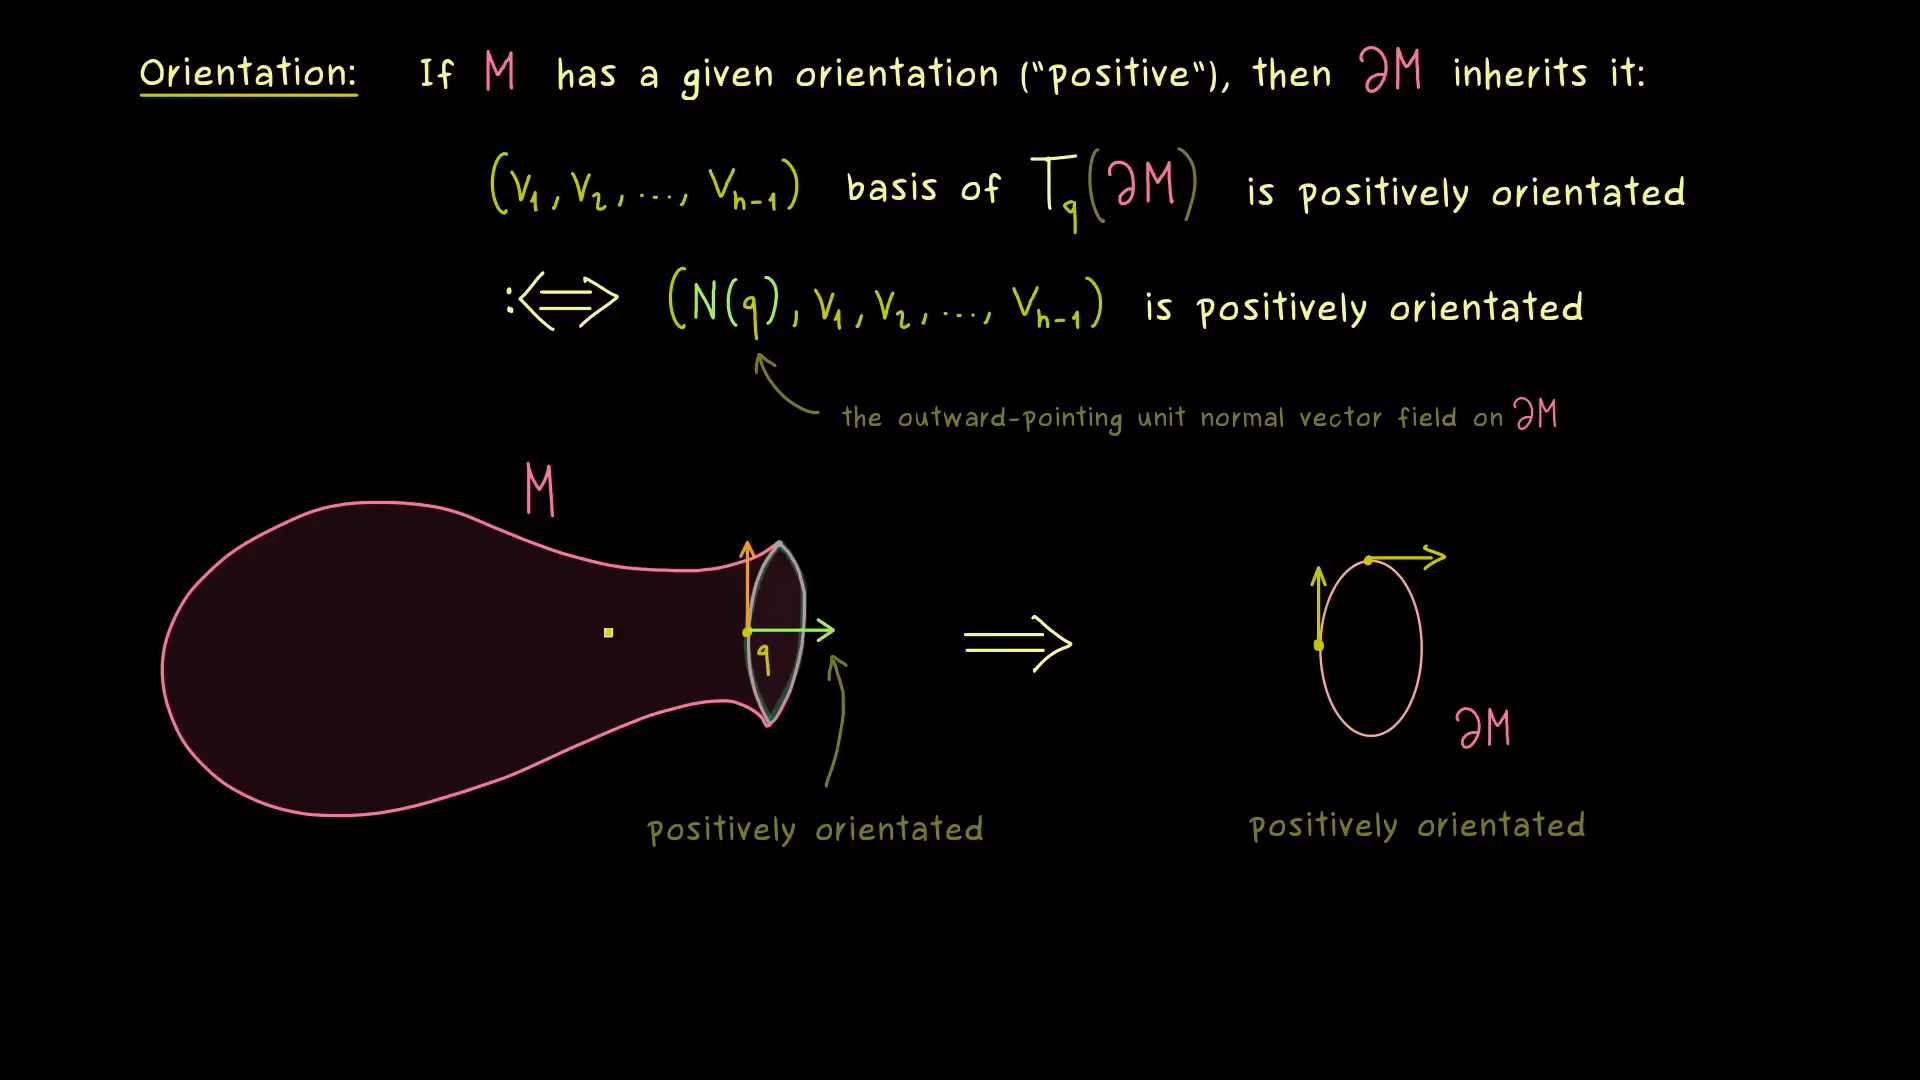 Orientation: If M has a given orientation ("positive"), then ∂M inherits it:
(v₁, v₂, ..., vₙ₋₁) basis of T_q(∂M) is positively orientated
:⟺ (N(q), v₁, v₂, ..., vₙ₋₁) is positively orientated
the outward-pointing unit normal vector field on ∂M
M
q
⟹
∂M
positively orientated
positively orientated